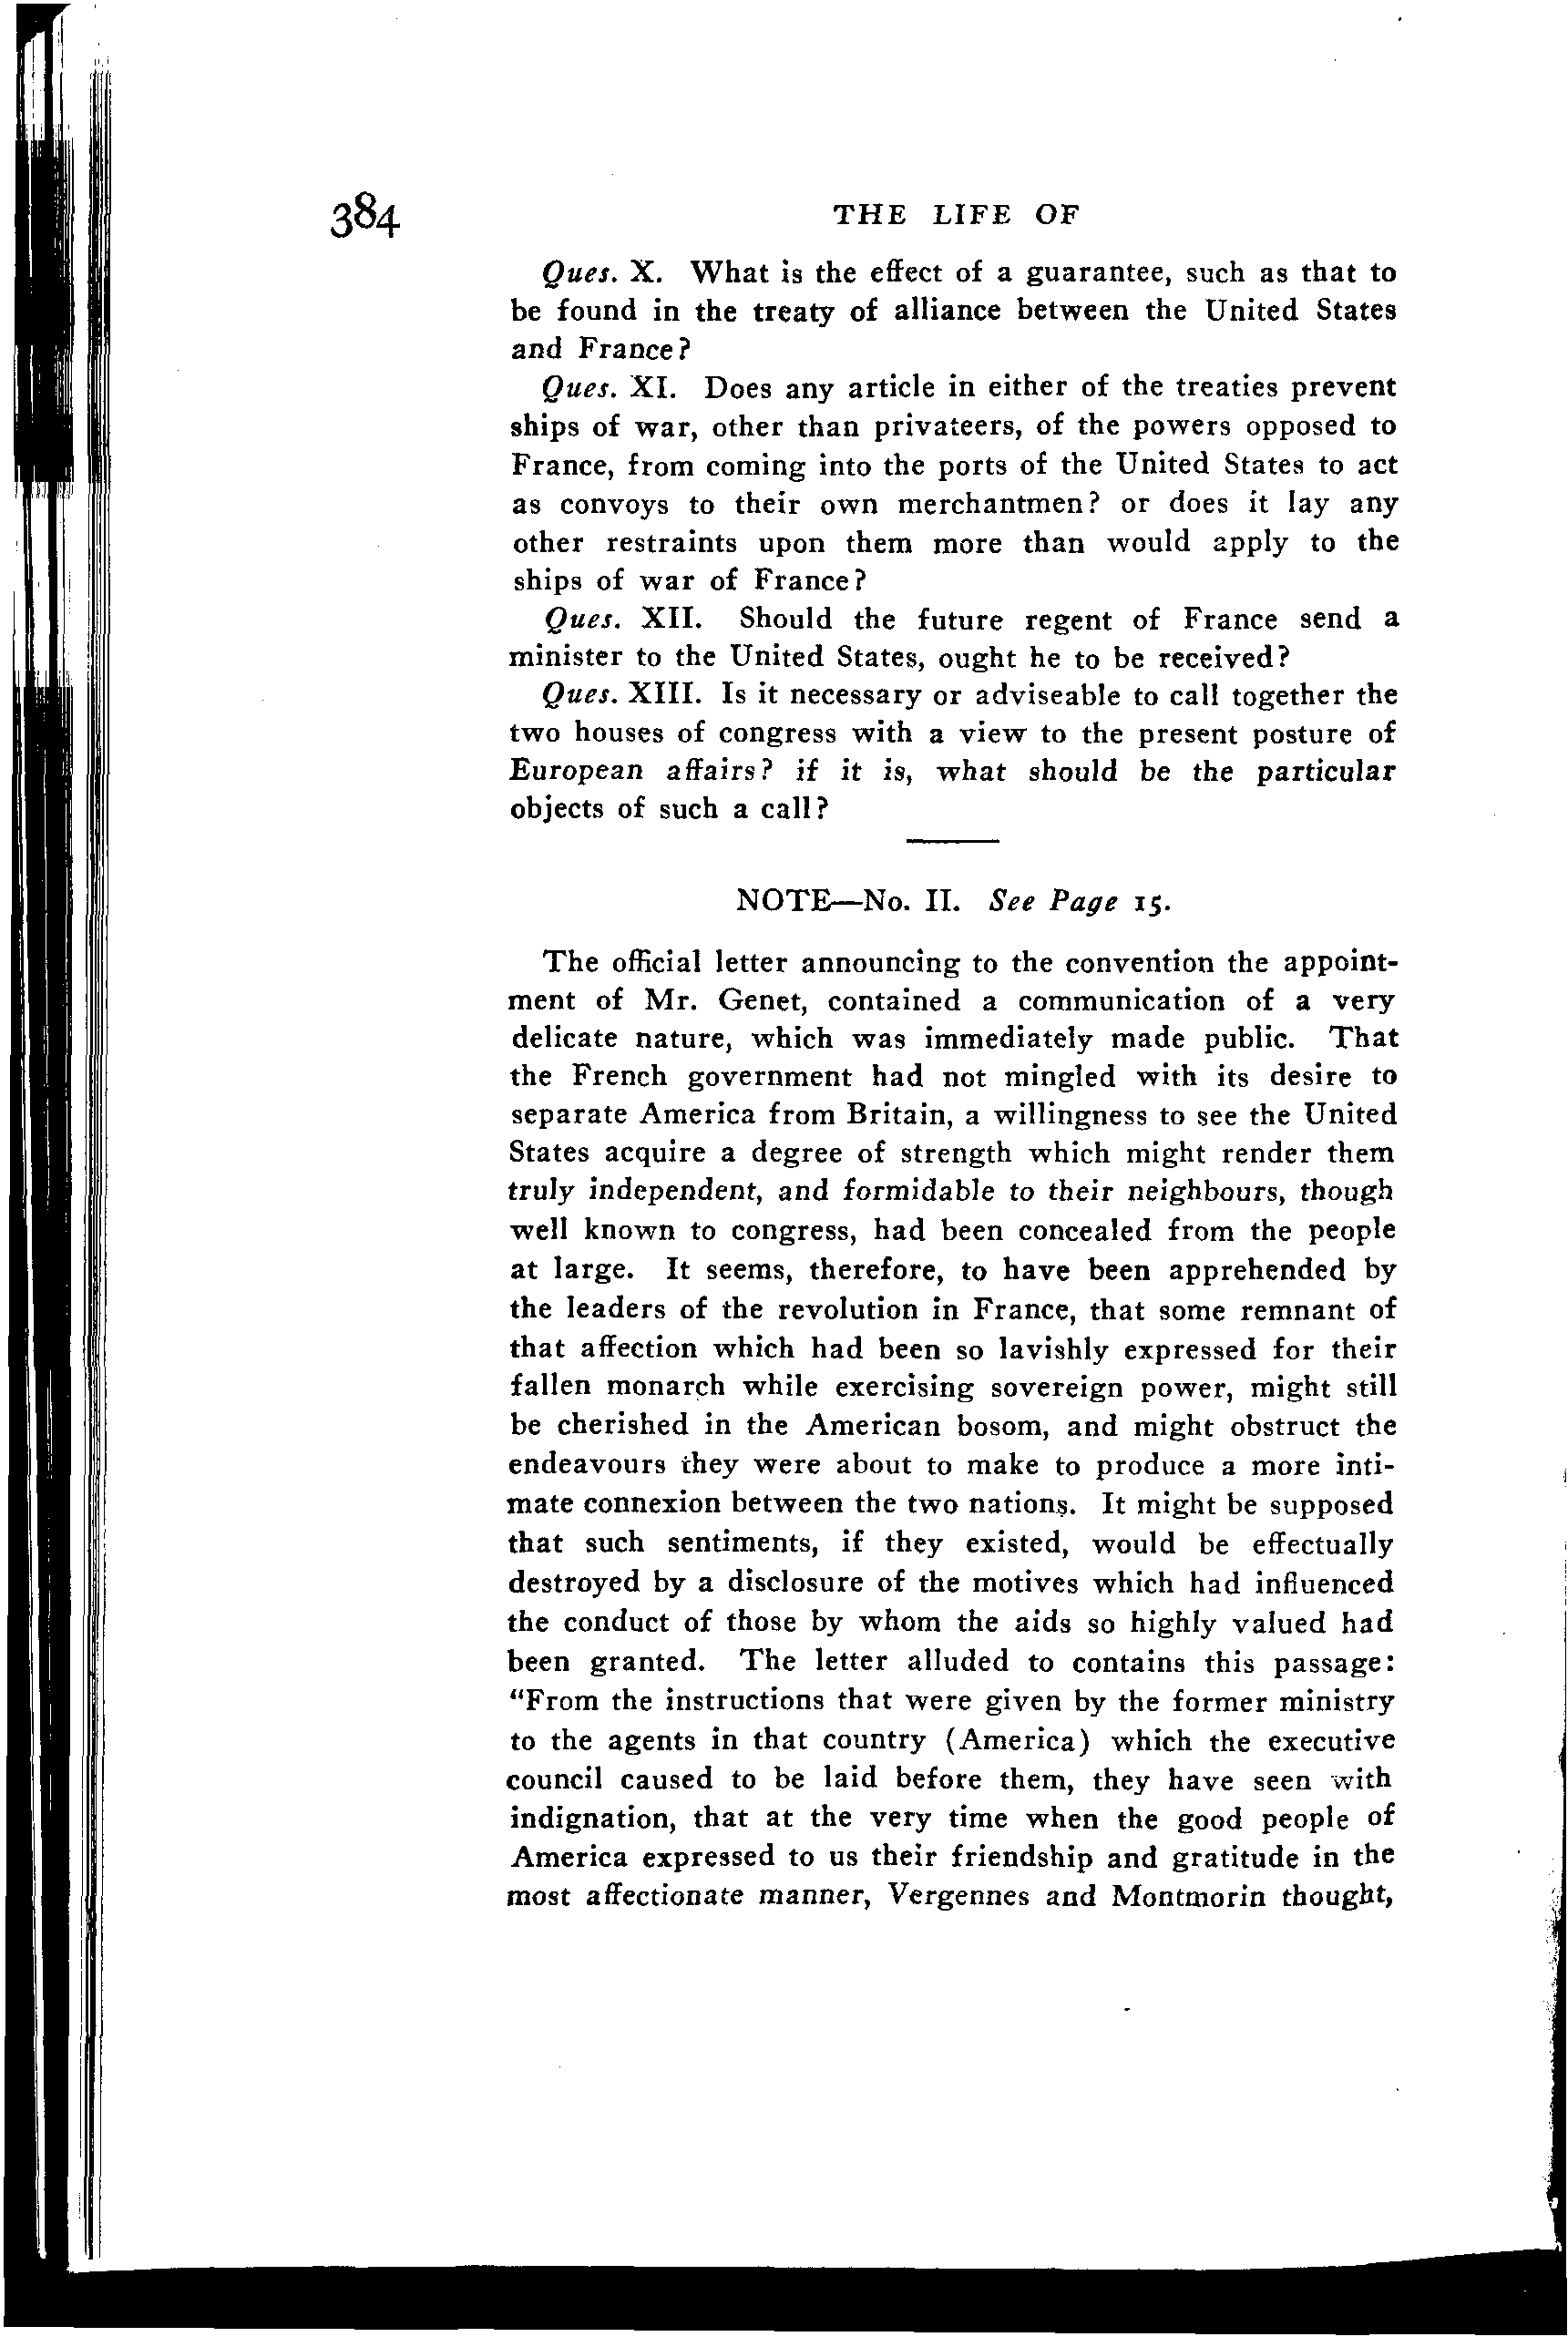 384 THE LIFE OF
Ques. X. What is the effect of a guarantee, such as that to
be found in the treaty of alliance between the United States
and France?
Ques. XI. Does any article in either of the treaties prevent
ships of war, other than privateers, of the powers opposed to
France, from coming into the ports of the United States to act
as convoys to their own merchantmen? or does it lay any
other restraints upon them more than would apply to the
ships of war of France?
Ques. XII. Should the future regent of France send a
minister to the United States, ought he to be received?
Ques. XIII. Is it necessary or adviseable to call together the
two houses of congress with a view to the present posture of
European affairs? if it is, what should be the particular
objects of such a call?
NOTE—No. II. See Page 15.
The official letter announcing to the convention the appoint-
ment of Mr. Genet, contained a communication of a very
delicate nature, which was immediately made public. That
the French government had not mingled with its desire to
separate America from Britain, a willingness to see the United
States acquire a degree of strength which might render them
truly independent, and formidable to their neighbours, though
well known to congress, had been concealed from the people
at large. It seems, therefore, to have been apprehended by
the leaders of the revolution in France, that some remnant of
that affection which had been so lavishly expressed for their
fallen monarch while exercising sovereign power, might still
be cherished in the American bosom, and might obstruct the
endeavours they were about to make to produce a more inti-
mate connexion between the two nations. It might be supposed
that such sentiments, if they existed, would be effectually
destroyed by a disclosure of the motives which had influenced
the conduct of those by whom the aids so highly valued had
been granted. The letter alluded to contains this passage:
"From the instructions that were given by the former ministry
to the agents in that country (America) which the executive
council caused to be laid before them, they have seen with
indignation, that at the very time when the good people of
America expressed to us their friendship and gratitude in the
most affectionate manner, Vergennes and Montmorin thought,